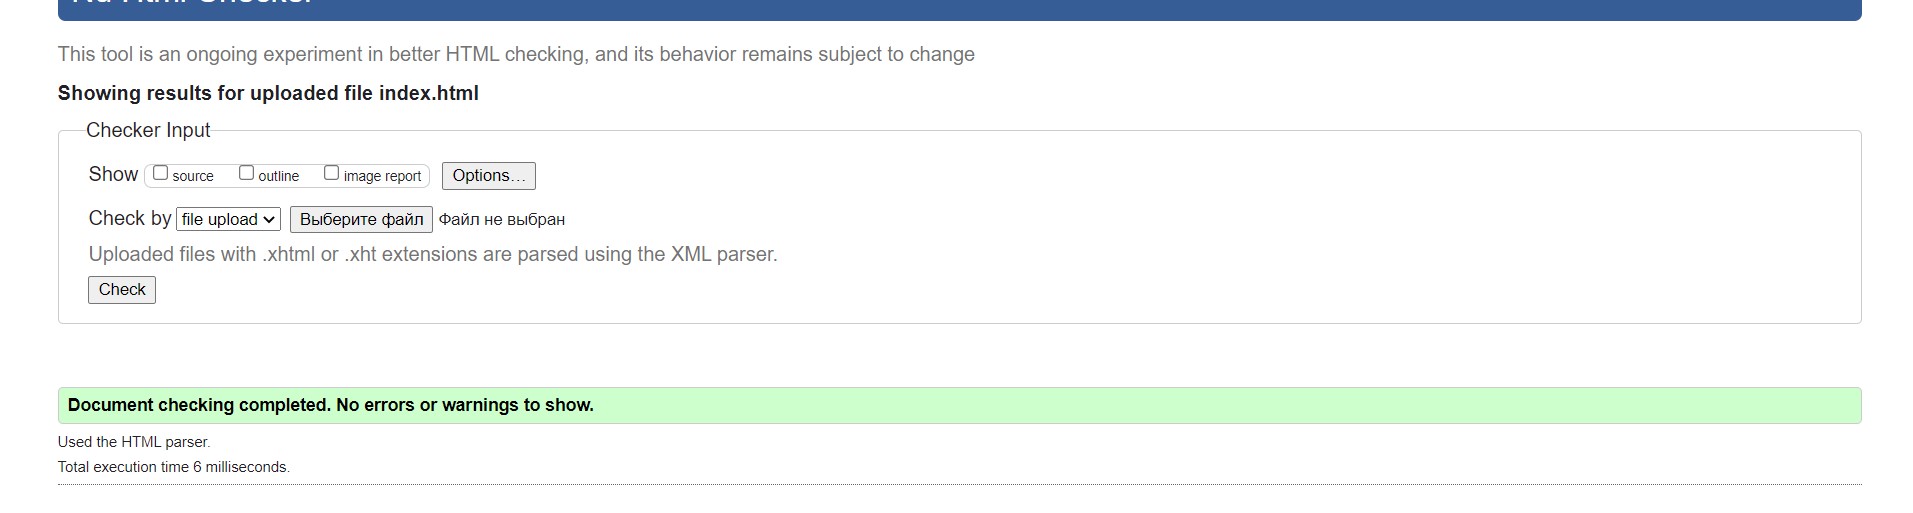 Nu Html Checker
This tool is an ongoing experiment in better HTML checking, and its behavior remains subject to change
Showing results for uploaded file index.html
Checker Input
Show source outline image report Options…
Check by file upload Выберите файл Файл не выбран
Uploaded files with .xhtml or .xht extensions are parsed using the XML parser.
Check
Document checking completed. No errors or warnings to show.
Used the HTML parser.
Total execution time 6 milliseconds.